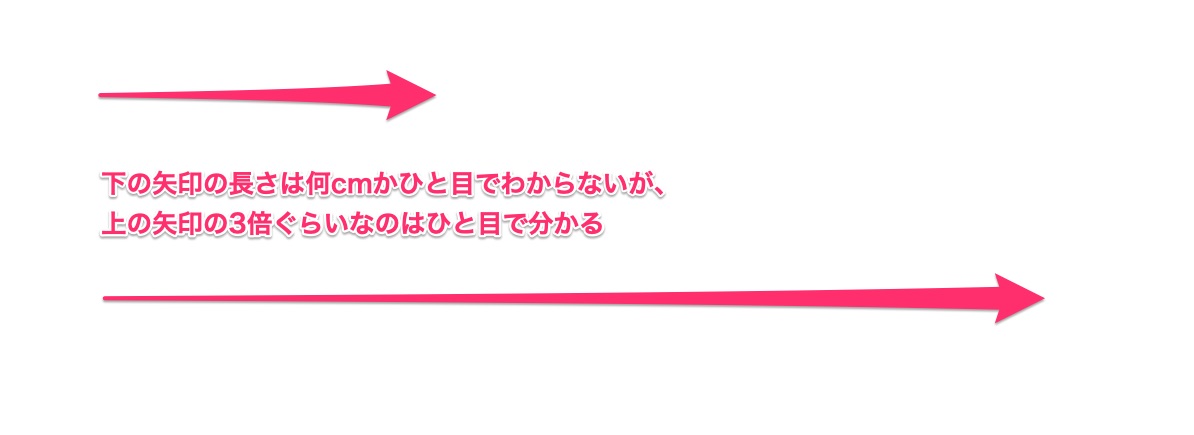 下の矢印の長さは何cmかひと目でわからないが、
上の矢印の3倍ぐらいなのはひと目で分かる